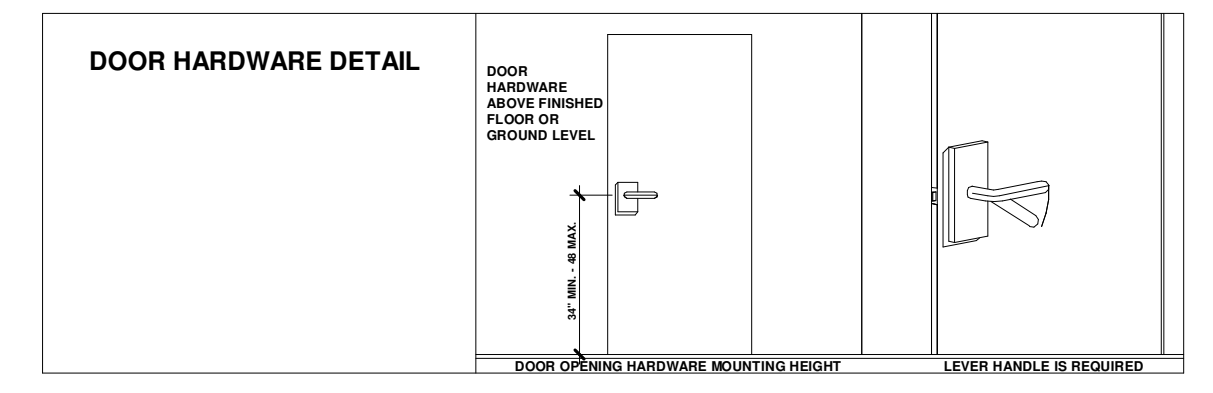 DOOR HARDWARE DETAIL
DOOR
HARDWARE
ABOVE FINISHED
FLOOR OR
GROUND LEVEL
34" MIN. - 48 MAX.
DOOR OPENING HARDWARE MOUNTING HEIGHT
LEVER HANDLE IS REQUIRED